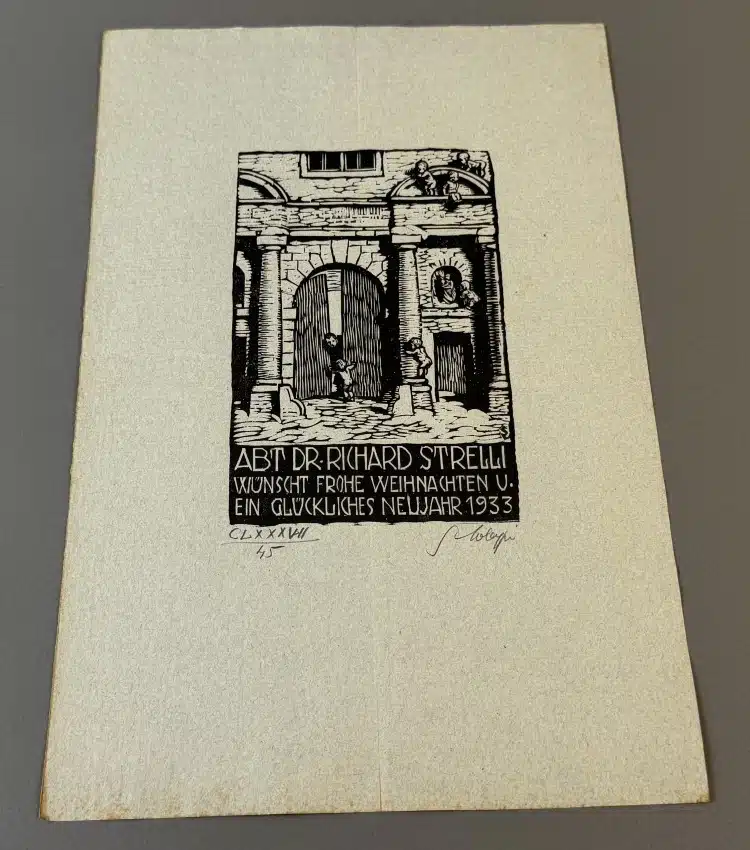 ABT DR. RICHARD STRELLI
WÜNSCHT FROHE WEIHNACHTEN U.
EIN GLÜCKLICHES NEUJAHR 1933
CLXXXVII
45